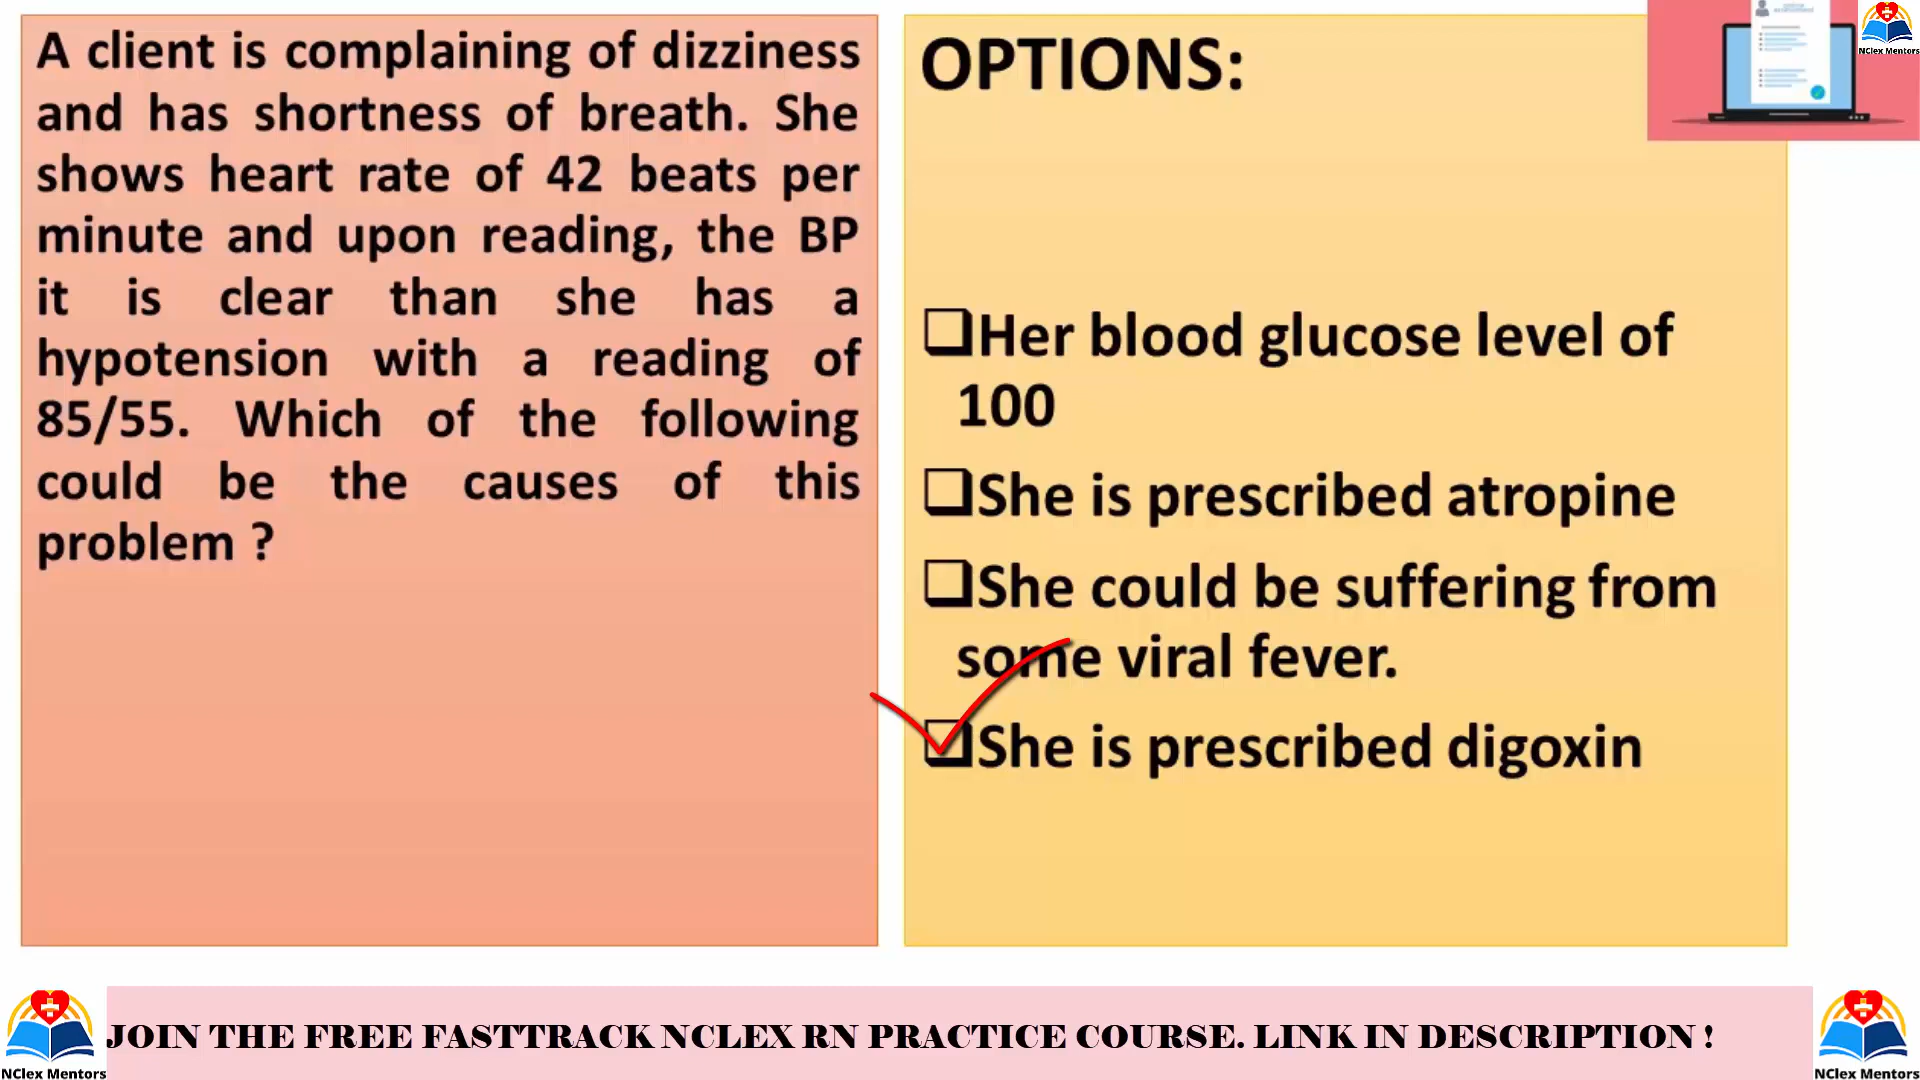 A client is complaining of dizziness
and has shortness of breath. She
shows heart rate of 42 beats per
minute and upon reading, the BP
it is clear than she has a
hypotension with a reading of
85/55. Which of the following
could be the causes of this
problem ?
OPTIONS:
Her blood glucose level of
100
She is prescribed atropine
She could be suffering from
some viral fever.
She is prescribed digoxin
NClex Mentors
JOIN THE FREE FASTTRACK NCLEX RN PRACTICE COURSE. LINK IN DESCRIPTION !
NClex Mentors
NClex Mentors